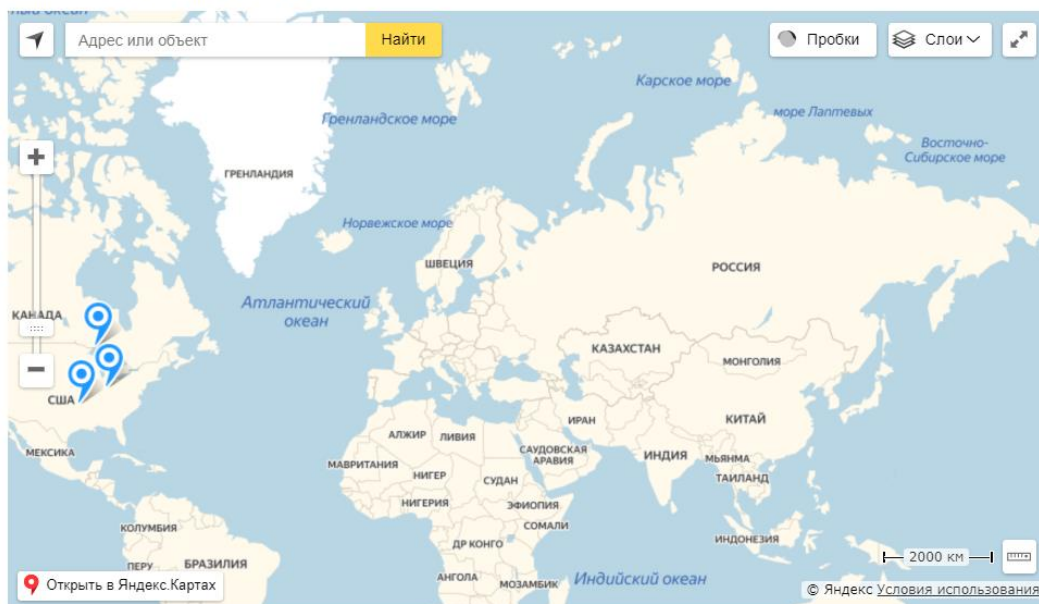 ный океан
Адрес или объект
Найти
Пробки
Слои
Карское море
море Лаптевых
Гренландское море
Восточно-
Сибирское море
ГРЕНЛАНДИЯ
Норвежское море
ШВЕЦИЯ
РОССИЯ
Атлантический
океан
КАНАДА
КАЗАХСТАН
МОНГОЛИЯ
США
ИРАН
КИТАЙ
АЛЖИР
ЛИВИЯ
МЕКСИКА
САУДОВСКАЯ
АРАВИЯ
ИНДИЯ
МЬЯНМА
МАВРИТАНИЯ
НИГЕР
СУДАН
ТАИЛАНД
НИГЕРИЯ
ЭФИОПИЯ
СОМАЛИ
КОЛУМБИЯ
ДР КОНГО
ИНДОНЕЗИЯ
2000 км
ПЕРУ
БРАЗИЛИЯ
АНГОЛА
МОЗАМБИК
Индийский океан
Открыть в Яндекс.Картах
© Яндекс Условия использования